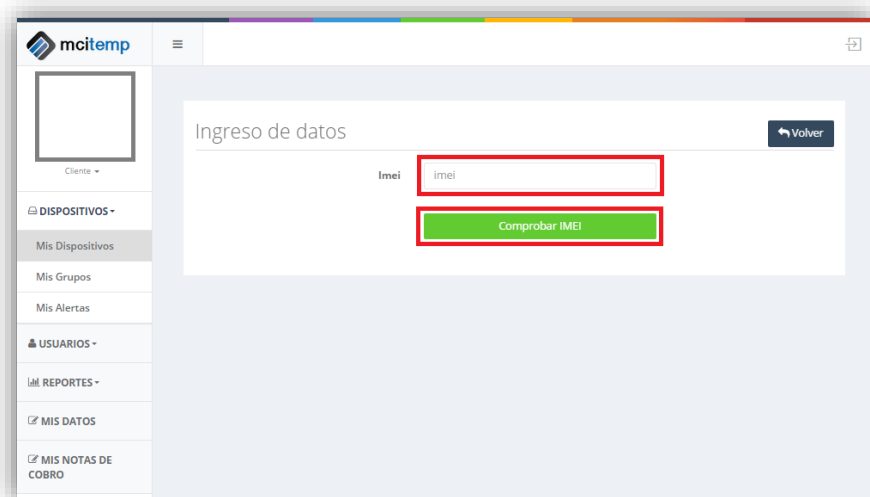 mcitemp
Cliente
DISPOSITIVOS
Mis Dispositivos
Mis Grupos
Mis Alertas
USUARIOS
REPORTES
MIS DATOS
MIS NOTAS DE
COBRO
Ingreso de datos
Volver
Imei
imei
Comprobar IMEI